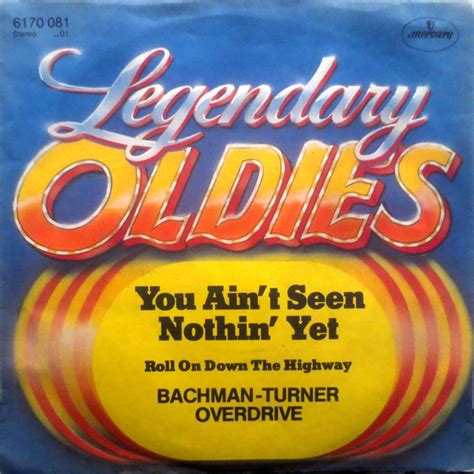 6170 081
Stereo ..01
mercury
Legendary
OLDIES
You Ain't Seen
Nothin' Yet
Roll On Down The Highway
BACHMAN-TURNER
OVERDRIVE